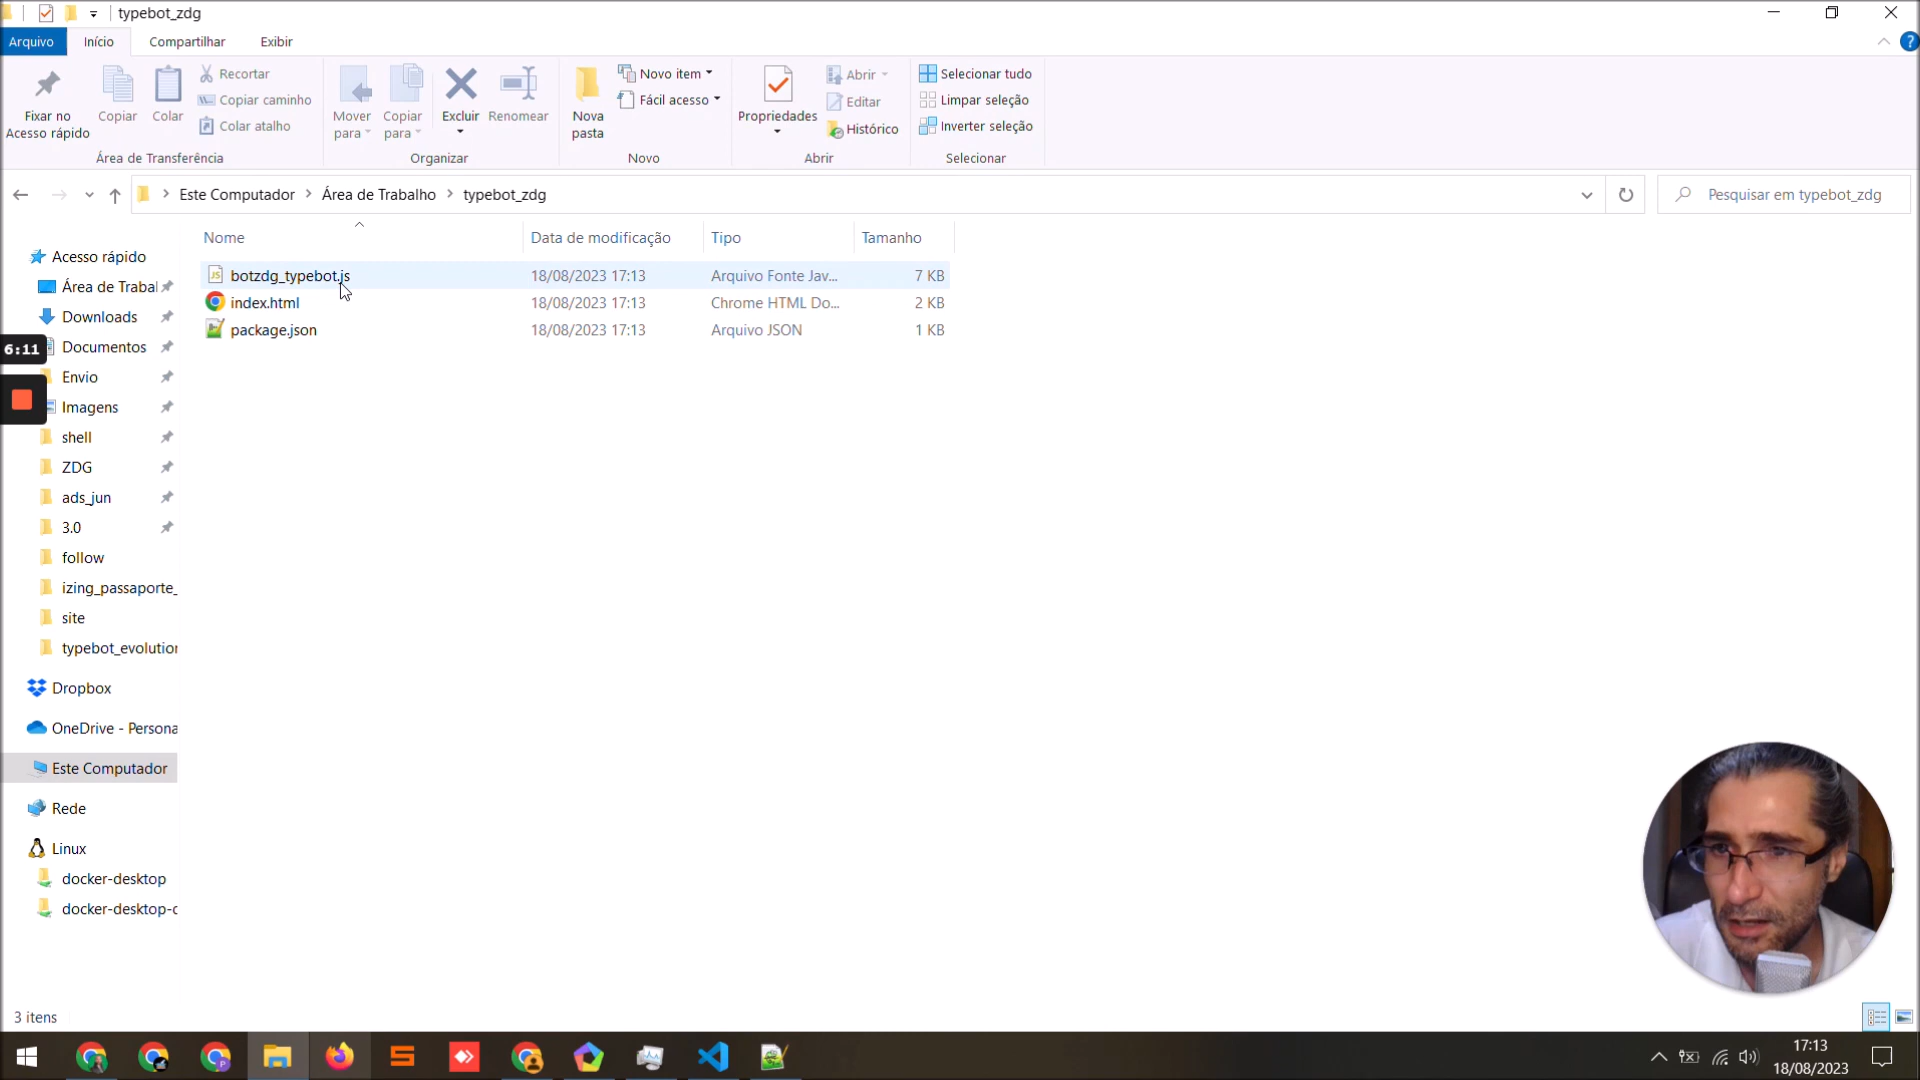 typebot_zdg
Arquivo
Início
Compartilhar
Exibir
?
Fixar no
Acesso rápido
Copiar
Colar
Recortar
Copiar caminho
Colar atalho
Área de Transferência
Mover
para
Copiar
para
Excluir
Renomear
Organizar
Nova
pasta
Novo item
Fácil acesso
Novo
Propriedades
Abrir
Editar
Histórico
Abrir
Selecionar tudo
Limpar seleção
Inverter seleção
Selecionar
Este Computador
Área de Trabalho
typebot_zdg
Pesquisar em typebot_zdg
Nome
Data de modificação
Tipo
Tamanho
botzdg_typebot.js 18/08/2023 17:13 Arquivo Fonte Jav... 7 KB
index.html 18/08/2023 17:13 Chrome HTML Do... 2 KB
package.json 18/08/2023 17:13 Arquivo JSON 1 KB
Acesso rápido
Área de Trabal
Downloads
Documentos
6:11
Envio
Imagens
shell
ZDG
ads_jun
3.0
follow
izing_passaporte_
site
typebot_evolution
Dropbox
OneDrive - Persona
Este Computador
Rede
Linux
docker-desktop
docker-desktop-d
3 itens
17:13
18/08/2023